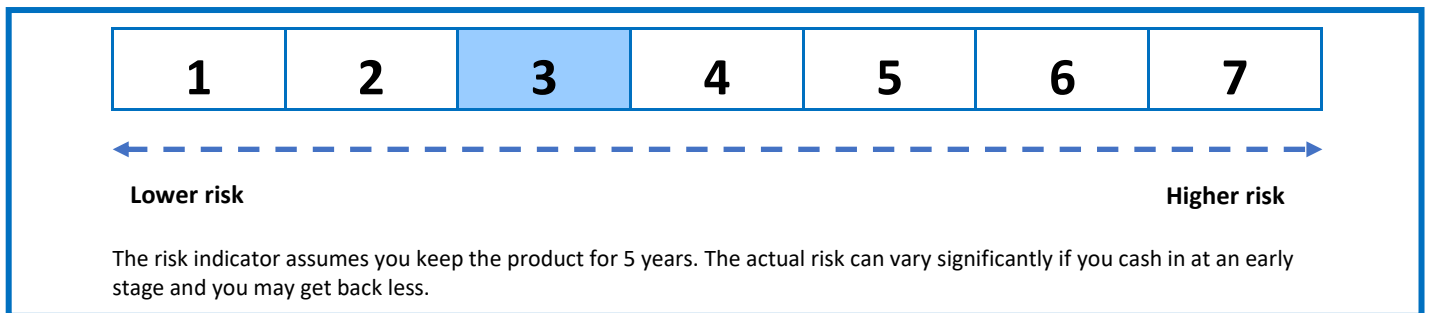 1 2 3 4 5 6 7
Lower risk Higher risk
The risk indicator assumes you keep the product for 5 years. The actual risk can vary significantly if you cash in at an early
stage and you may get back less.